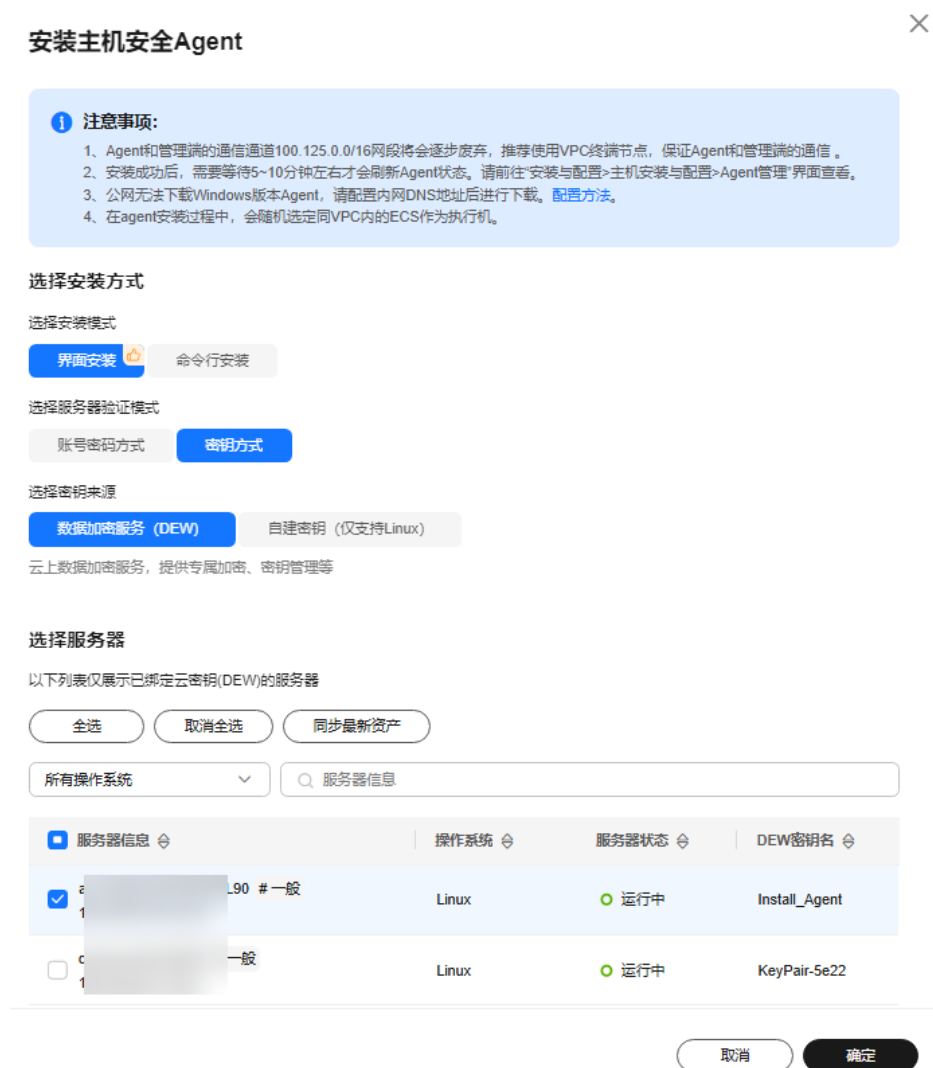 安装主机安全Agent
注意事项:
1、Agent和管理端的通信通道100.125.0.0/16网段将会逐步废弃，推荐使用VPC终端节点，保证Agent和管理端的通信 。
2、安装成功后，需要等待5~10分钟左右才会刷新Agent状态。请前往“安装与配置>主机安装与配置>Agent管理”界面查看。
3、公网无法下载Windows版本Agent，请配置内网DNS地址后进行下载。配置方法。
4、在agent安装过程中，会随机选定同VPC内的ECS作为执行机。
选择安装方式
选择安装模式
界面安装 命令行安装
选择服务器验证模式
账号密码方式 密钥方式
选择密钥来源
数据加密服务（DEW) 自建密钥（仅支持Linux）
云上数据加密服务，提供专属加密、密钥管理等
选择服务器
以下列表仅展示已绑定云密钥(DEW)的服务器
全选 取消全选 同步最新资产
所有操作系统 服务器信息
服务器信息 操作系统 服务器状态 DEW密钥名
L90 # 一般 Linux 运行中 Install_Agent
一般 Linux 运行中 KeyPair-5e22
取消 确定